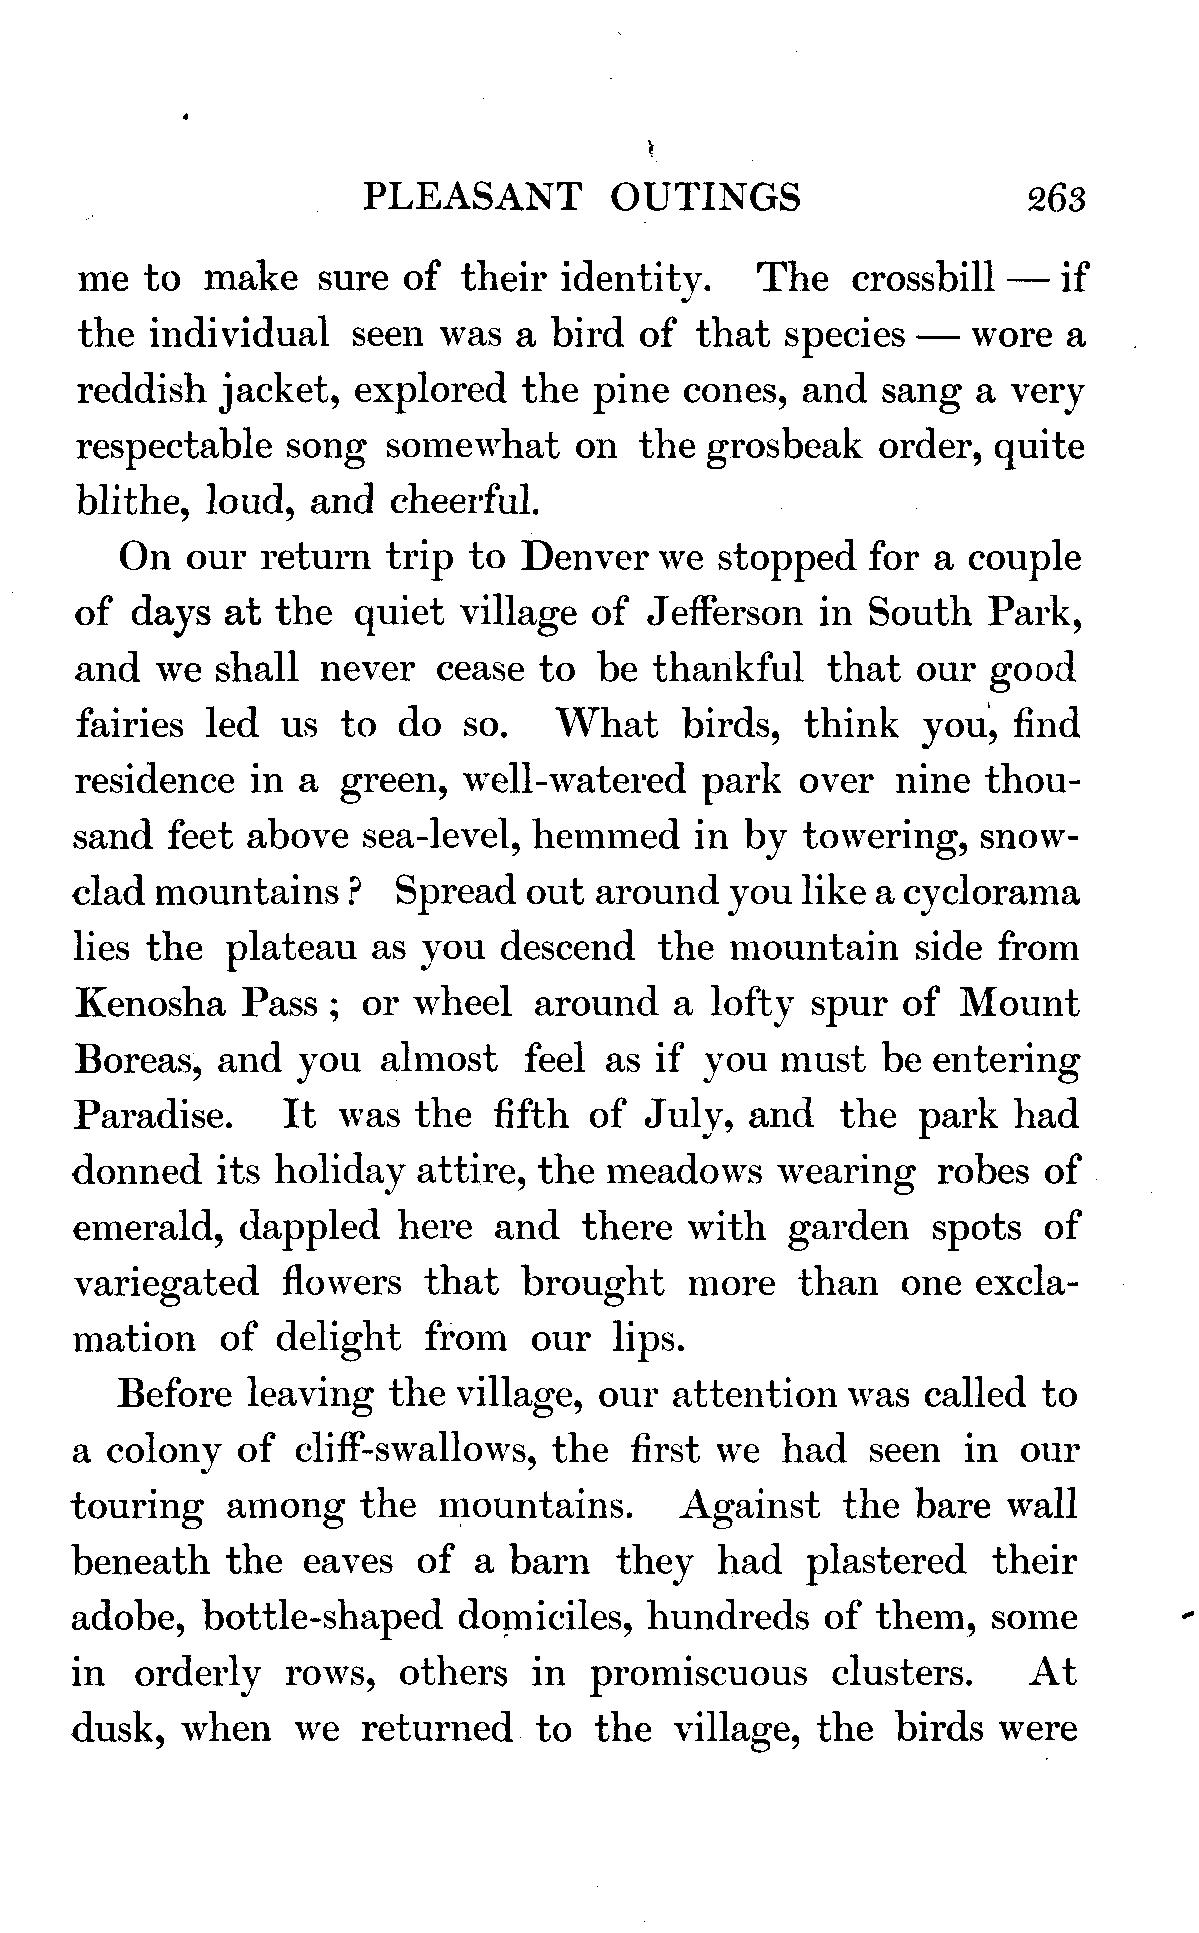 PLEASANT OUTINGS 263
me to make sure of their identity. The crossbill — if
the individual seen was a bird of that species — wore a
reddish jacket, explored the pine cones, and sang a very
respectable song somewhat on the grosbeak order, quite
blithe, loud, and cheerful.
On our return trip to Denver we stopped for a couple
of days at the quiet village of Jefferson in South Park,
and we shall never cease to be thankful that our good
fairies led us to do so. What birds, think you, find
residence in a green, well-watered park over nine thou-
sand feet above sea-level, hemmed in by towering, snow-
clad mountains ? Spread out around you like a cyclorama
lies the plateau as you descend the mountain side from
Kenosha Pass ; or wheel around a lofty spur of Mount
Boreas, and you almost feel as if you must be entering
Paradise. It was the fifth of July, and the park had
donned its holiday attire, the meadows wearing robes of
emerald, dappled here and there with garden spots of
variegated flowers that brought more than one excla-
mation of delight from our lips.
Before leaving the village, our attention was called to
a colony of cliff-swallows, the first we had seen in our
touring among the mountains. Against the bare wall
beneath the eaves of a barn they had plastered their
adobe, bottle-shaped domiciles, hundreds of them, some
in orderly rows, others in promiscuous clusters. At
dusk, when we returned to the village, the birds were